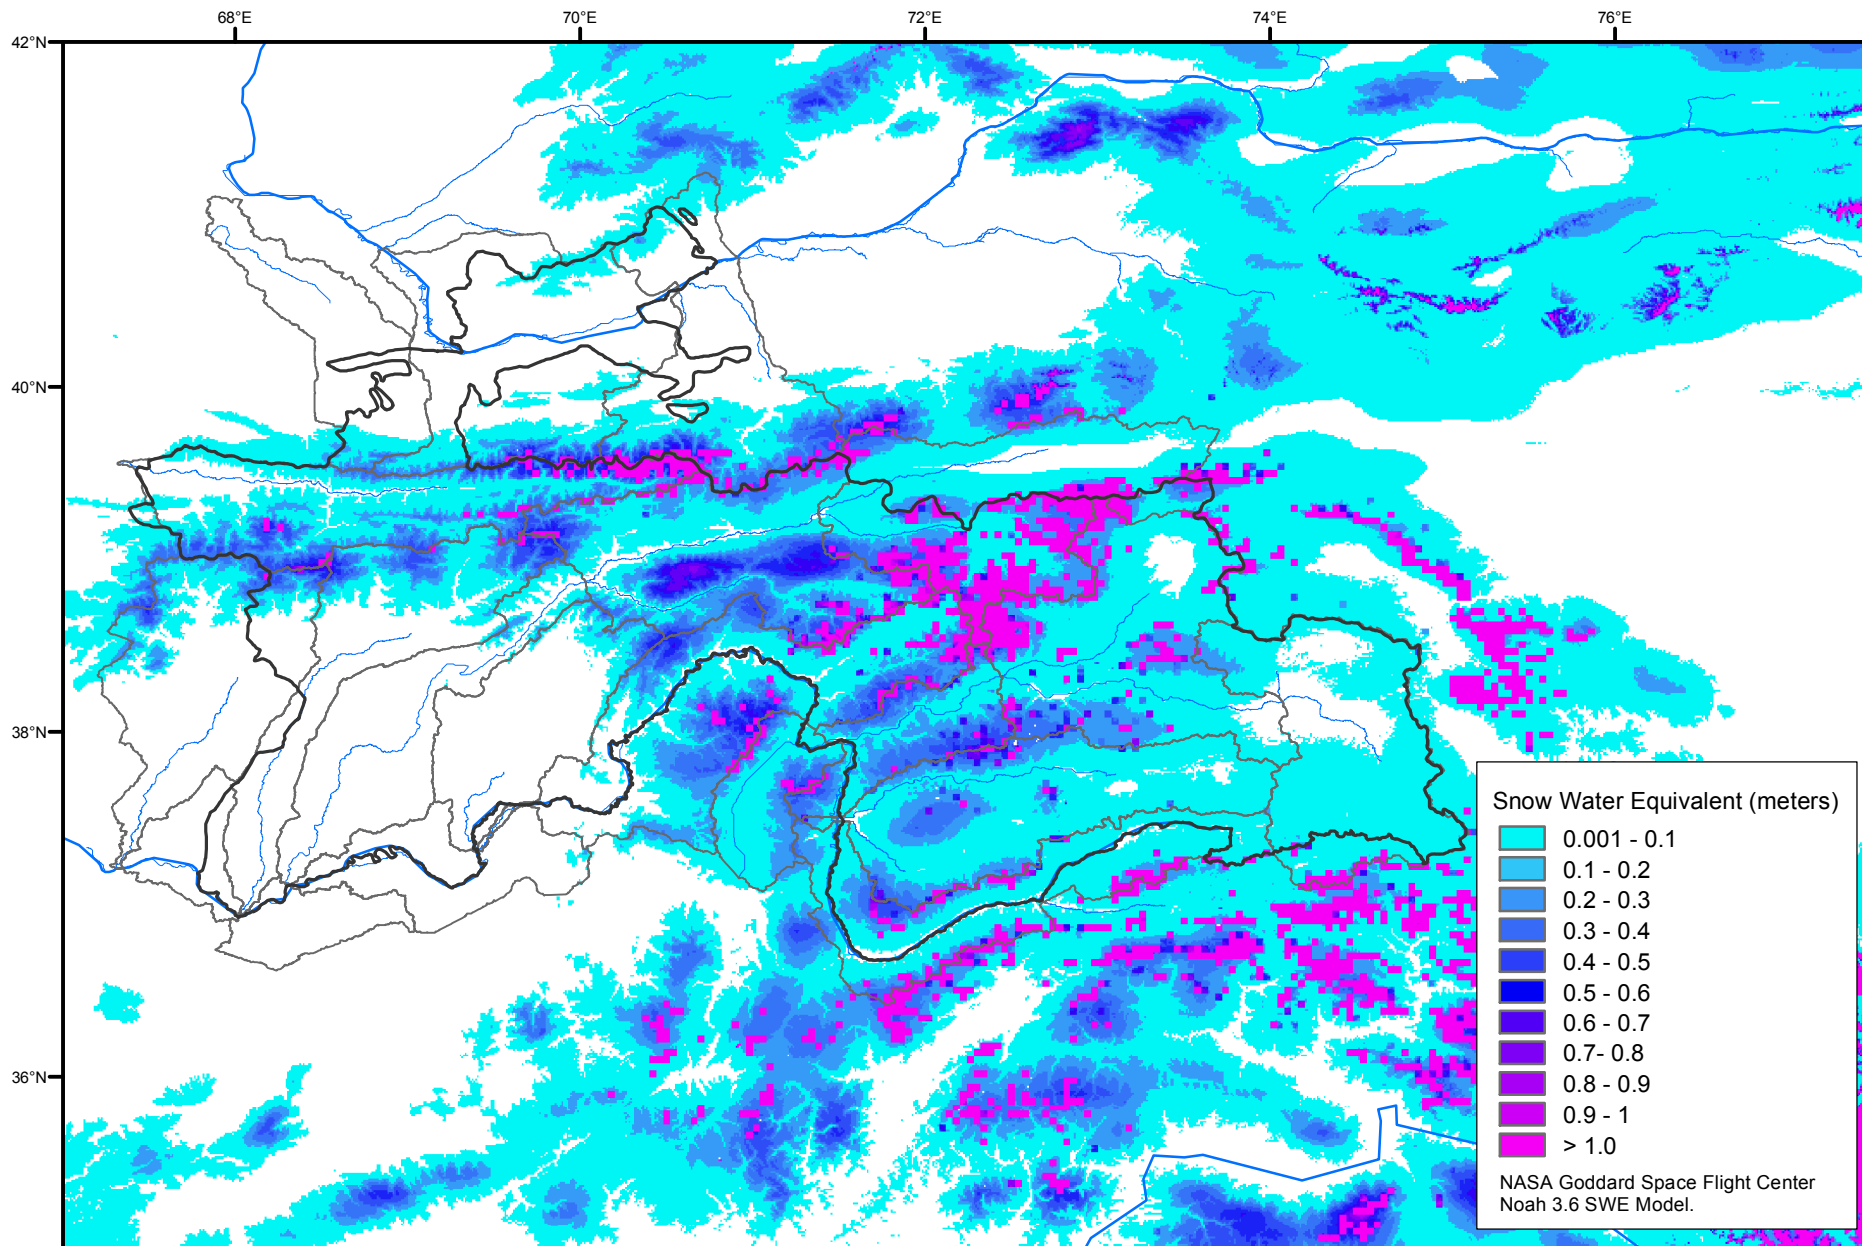 68°E 70°E 72°E 74°E 76°E
42°N
40°N
38°N
36°N
Snow Water Equivalent (meters)
0.001 - 0.1
0.1 - 0.2
0.2 - 0.3
0.3 - 0.4
0.4 - 0.5
0.5 - 0.6
0.6 - 0.7
0.7- 0.8
0.8 - 0.9
0.9 - 1
> 1.0
NASA Goddard Space Flight Center
Noah 3.6 SWE Model.